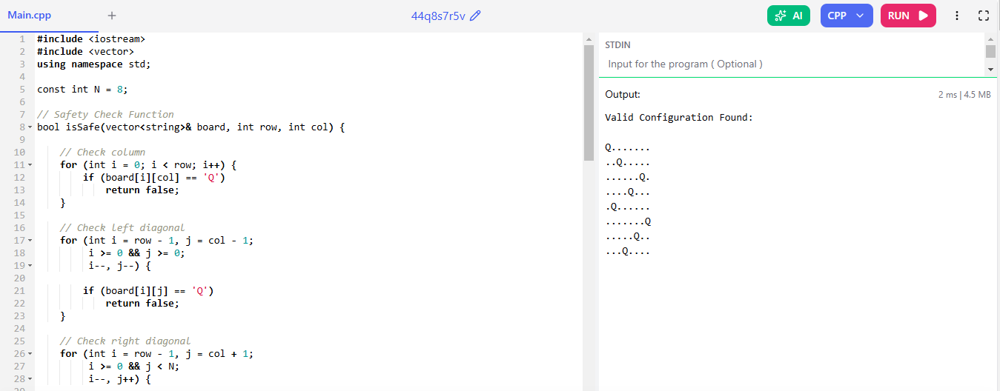 Main.cpp + 44q8s7r5v AI CPP RUN
1 #include <iostream>
2 #include <vector>
3 using namespace std;
4
5 const int N = 8;
6
7 // Safety Check Function
8 bool isSafe(vector<string>& board, int row, int col) {
9
10     // Check column
11     for (int i = 0; i < row; i++) {
12         if (board[i][col] == 'Q')
13             return false;
14     }
15
16     // Check left diagonal
17     for (int i = row - 1, j = col - 1;
18          i >= 0 && j >= 0;
19          i--, j--) {
20
21         if (board[i][j] == 'Q')
22             return false;
23     }
24
25     // Check right diagonal
26     for (int i = row - 1, j = col + 1;
27          i >= 0 && j < N;
28          i--, j++) {
STDIN
Input for the program ( Optional )
Output: 2 ms | 4.5 MB
Valid Configuration Found:

Q.......
..Q.....
......Q.
....Q...
.Q......
.......Q
.....Q..
...Q....